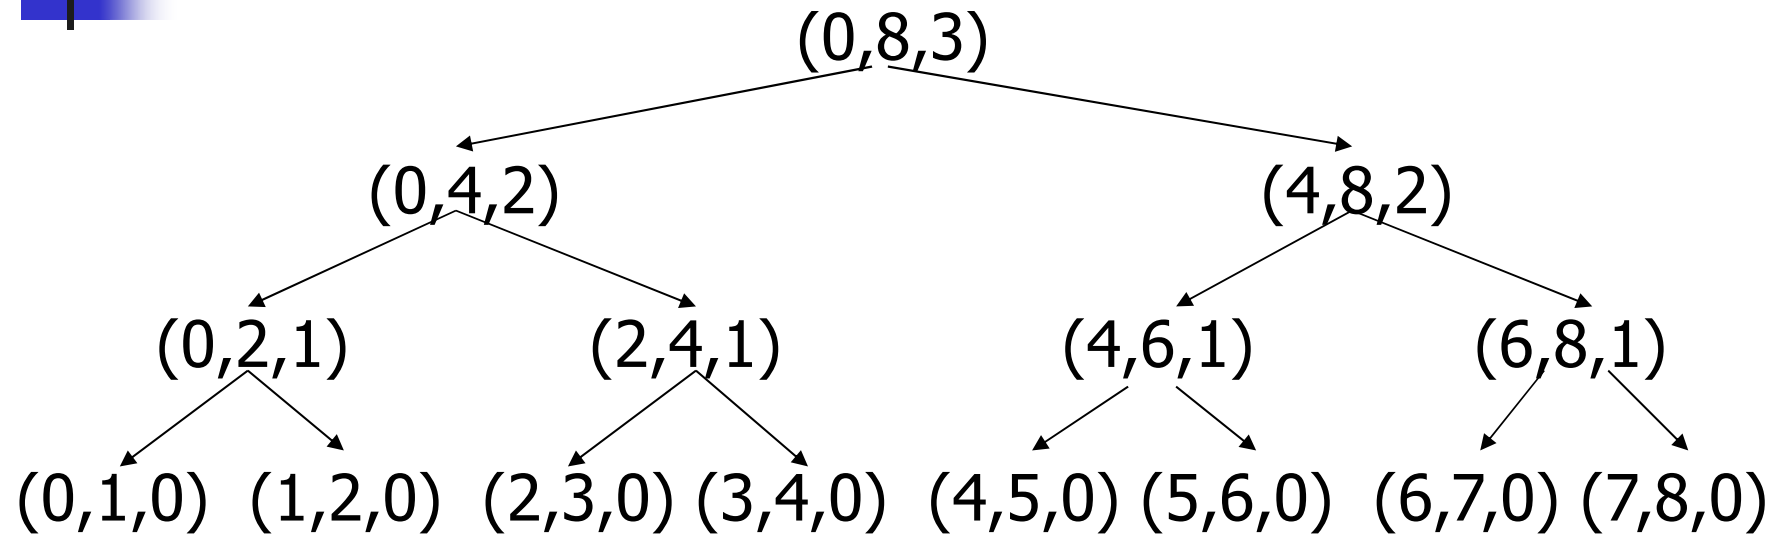 (0,8,3)
(0,4,2) (4,8,2)
(0,2,1) (2,4,1) (4,6,1) (6,8,1)
(0,1,0) (1,2,0) (2,3,0) (3,4,0) (4,5,0) (5,6,0) (6,7,0) (7,8,0)